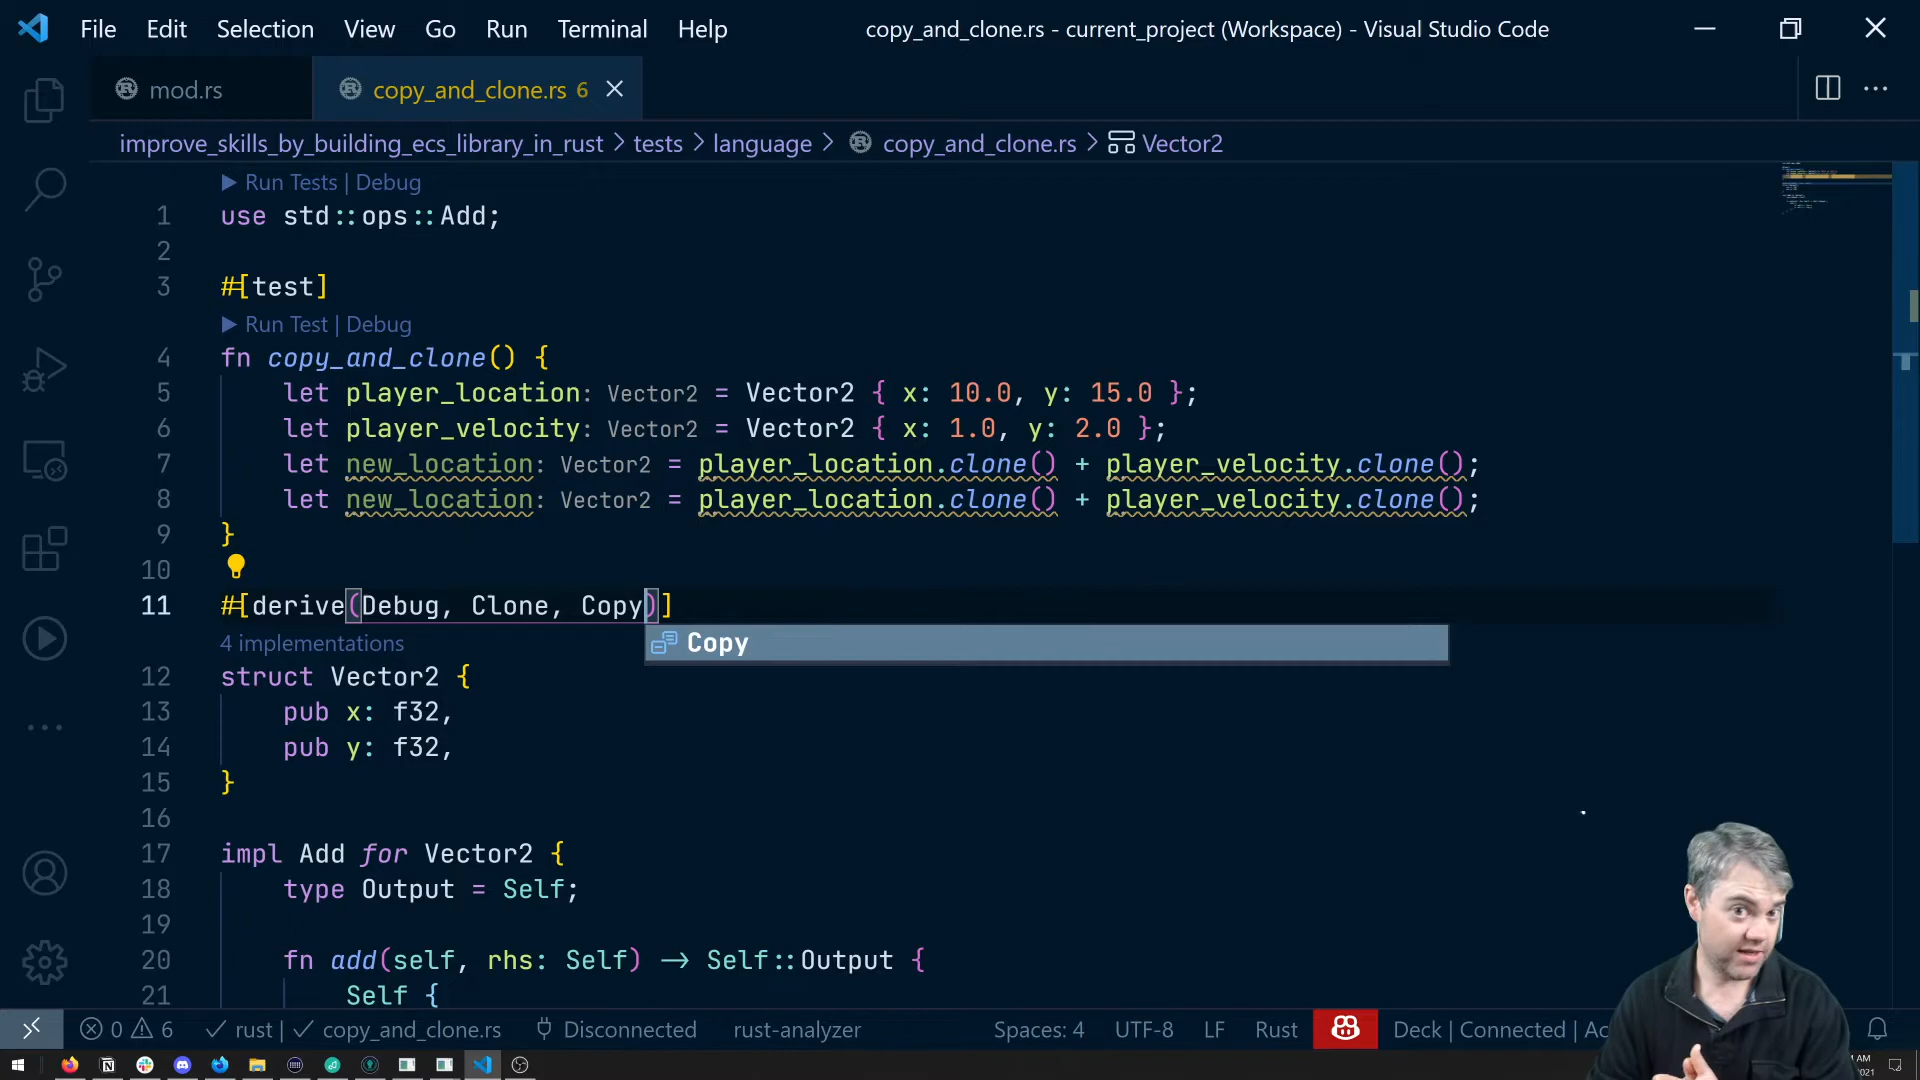 File Edit Selection View Go Run Terminal Help copy_and_clone.rs - current_project (Workspace) - Visual Studio Code
mod.rs copy_and_clone.rs 6
improve_skills_by_building_ecs_library_in_rust > tests > language > copy_and_clone.rs > Vector2
Run Tests | Debug
1 use std::ops::Add;
2
3 #[test]
Run Test | Debug
4 fn copy_and_clone() {
5 let player_location: Vector2 = Vector2 { x: 10.0, y: 15.0 };
6 let player_velocity: Vector2 = Vector2 { x: 1.0, y: 2.0 };
7 let new_location: Vector2 = player_location.clone() + player_velocity.clone();
8 let new_location: Vector2 = player_location.clone() + player_velocity.clone();
9 }
10
11 #[derive(Debug, Clone, Copy)]
Copy
4 implementations
12 struct Vector2 {
13 pub x: f32,
14 pub y: f32,
15 }
16
17 impl Add for Vector2 {
18 type Output = Self;
19
20 fn add(self, rhs: Self) -> Self::Output {
21 Self {
0 6 rust | copy_and_clone.rs Disconnected rust-analyzer Spaces: 4 UTF-8 LF Rust Deck | Connected | Ac
AM
2021